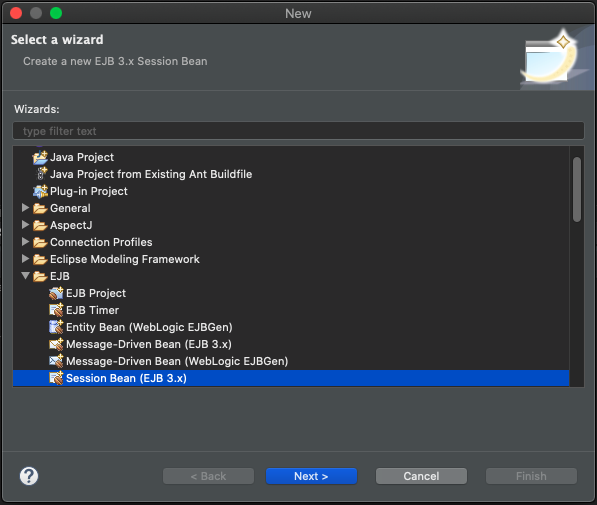 New
Select a wizard
Create a new EJB 3.x Session Bean
Wizards:
type filter text
Java Project
Java Project from Existing Ant Buildfile
Plug-in Project
General
AspectJ
Connection Profiles
Eclipse Modeling Framework
EJB
EJB Project
EJB Timer
Entity Bean (WebLogic EJBGen)
Message-Driven Bean (EJB 3.x)
Message-Driven Bean (WebLogic EJBGen)
Session Bean (EJB 3.x)
? < Back Next > Cancel Finish